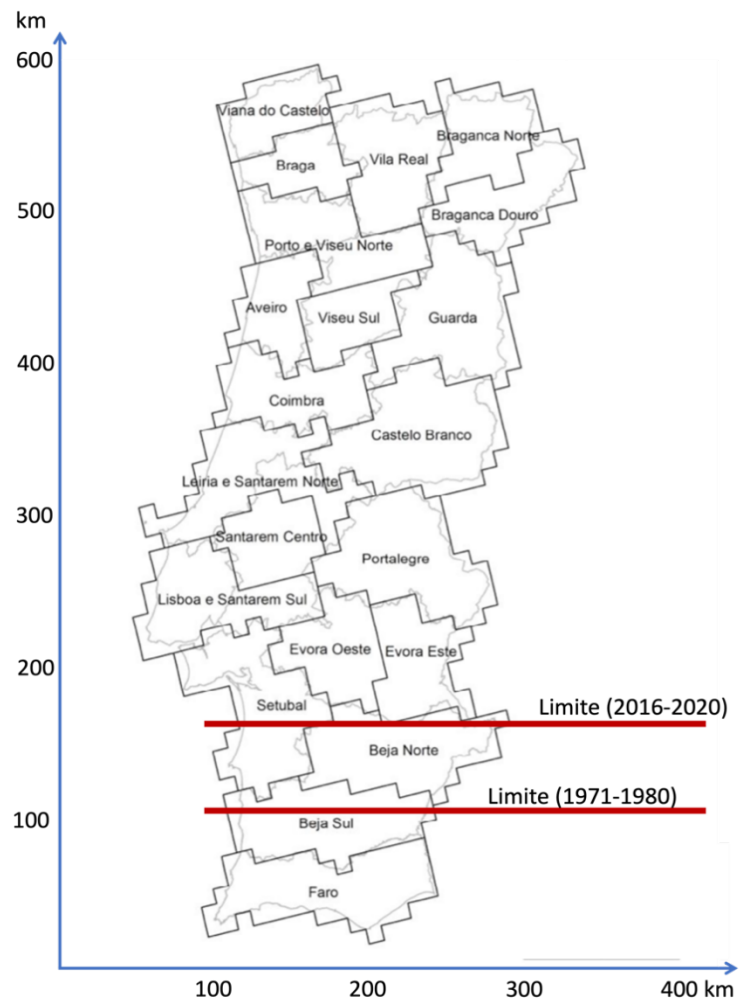 km
600
Viana do Castelo
Braganca Norte
Vila Real
Braga
500
Braganca Douro
Porto e Viseu Norte
Aveiro
Viseu Sul
Guarda
400
Coimbra
Castelo Branco
Leiria e Santarem Norte
300
Santarem Centro
Portalegre
Lisboa e Santarem Sul
200
Evora Oeste
Evora Este
Setubal
Limite (2016-2020)
Beja Norte
Limite (1971-1980)
100
Beja Sul
Faro
100 200 300 400 km